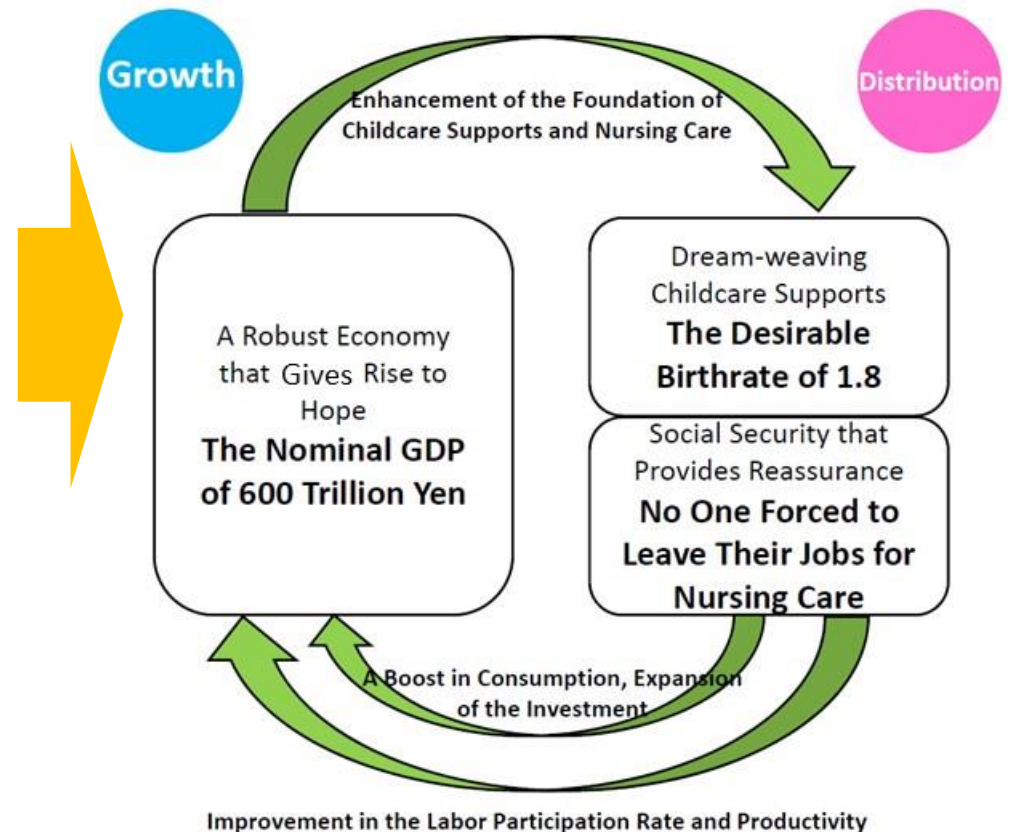 Growth
Distribution
Enhancement of the Foundation of
Childcare Supports and Nursing Care
A Robust Economy
that Gives Rise to
Hope
The Nominal GDP
of 600 Trillion Yen
Dream-weaving
Childcare Supports
The Desirable
Birthrate of 1.8
Social Security that
Provides Reassurance
No One Forced to
Leave Their Jobs for
Nursing Care
A Boost in Consumption, Expansion
of the Investment
Improvement in the Labor Participation Rate and Productivity